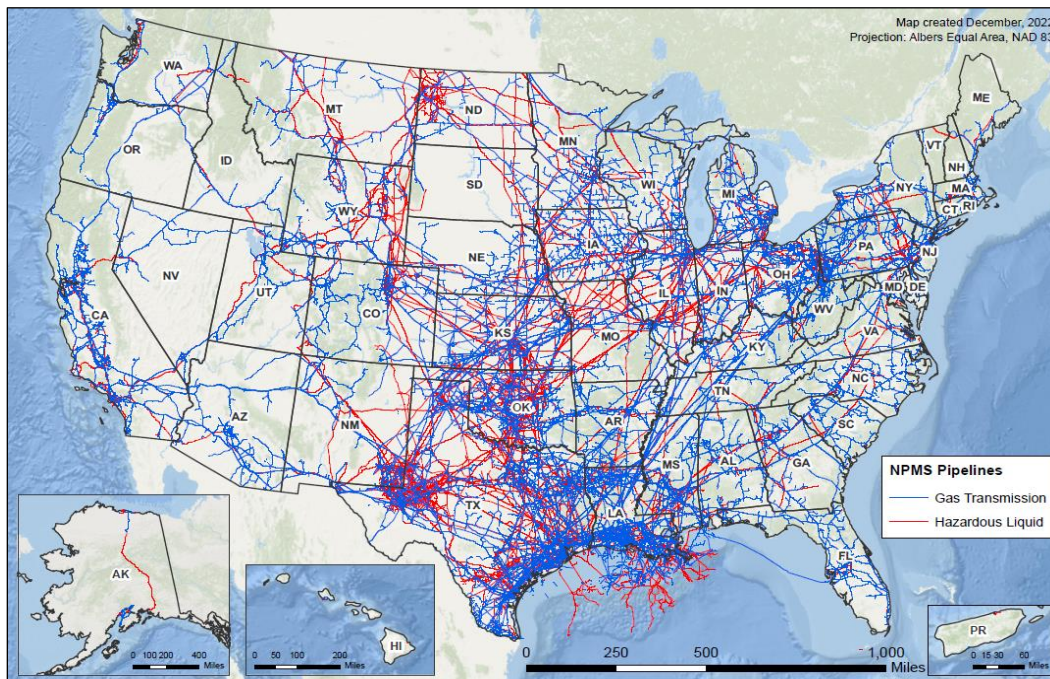 Map created December, 2022
Projection: Albers Equal Area, NAD 83
WA
MT
ND
ME
OR
ID
MN
VT
NH
SD
WI
MI
NY
MA
CT
RI
WY
IA
PA
NE
NJ
NV
UT
IL
IN
OH
MD
DE
CO
WV
CA
KS
MO
VA
KY
NC
TN
AZ
NM
OK
AR
SC
MS
AL
GA
TX
LA
FL
NPMS Pipelines
Gas Transmission
Hazardous Liquid
AK
0 100 200 400
Miles
HI
0 50 100 200
Miles
0 250 500 1,000
Miles
PR
0 15 30 60
Miles